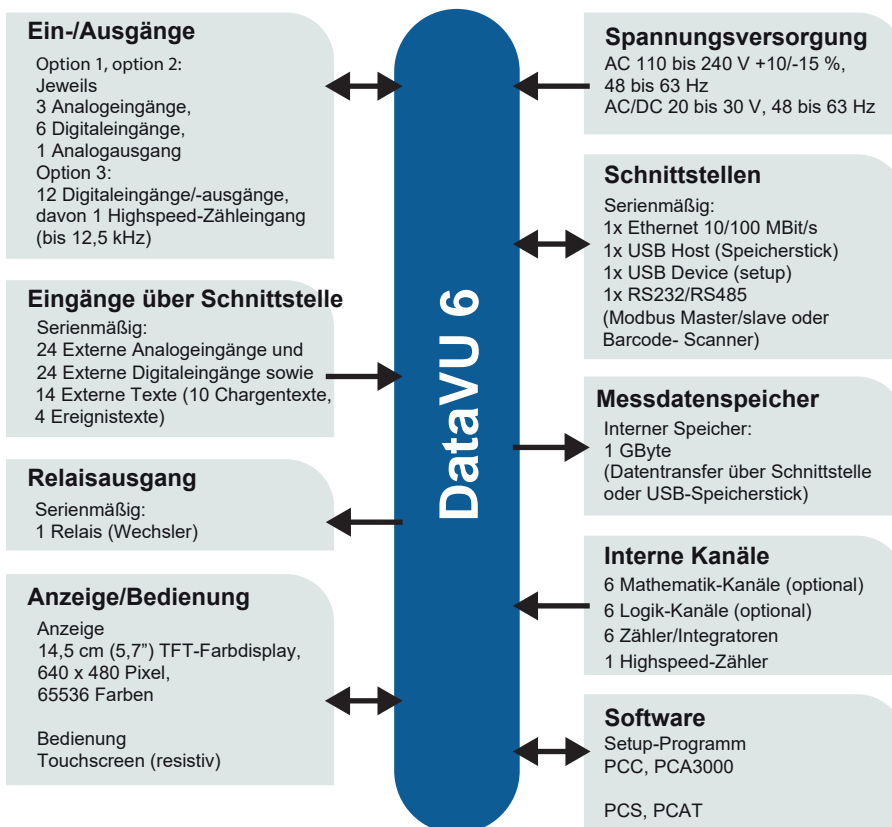 Ein-/Ausgänge
Option 1, option 2:
Jeweils
3 Analogeingänge,
6 Digitaleingänge,
1 Analogausgang
Option 3:
12 Digitaleingänge/-ausgänge,
davon 1 Highspeed-Zähleingang
(bis 12,5 kHz)
Eingänge über Schnittstelle
Serienmäßig:
24 Externe Analogeingänge und
24 Externe Digitaleingänge sowie
14 Externe Texte (10 Chargentexte,
4 Ereignistexte)
Relaisausgang
Serienmäßig:
1 Relais (Wechsler)
Anzeige/Bedienung
Anzeige
14,5 cm (5,7”) TFT-Farbdisplay,
640 x 480 Pixel,
65536 Farben
Bedienung
Touchscreen (resistiv)
DataVU 6
Spannungsversorgung
AC 110 bis 240 V +10/-15 %,
48 bis 63 Hz
AC/DC 20 bis 30 V, 48 bis 63 Hz
Schnittstellen
Serienmäßig:
1x Ethernet 10/100 MBit/s
1x USB Host (Speicherstick)
1x USB Device (setup)
1x RS232/RS485
(Modbus Master/slave oder
Barcode- Scanner)
Messdatenspeicher
Interner Speicher:
1 GByte
(Datentransfer über Schnittstelle
oder USB-Speicherstick)
Interne Kanäle
6 Mathematik-Kanäle (optional)
6 Logik-Kanäle (optional)
6 Zähler/Integratoren
1 Highspeed-Zähler
Software
Setup-Programm
PCC, PCA3000
PCS, PCAT